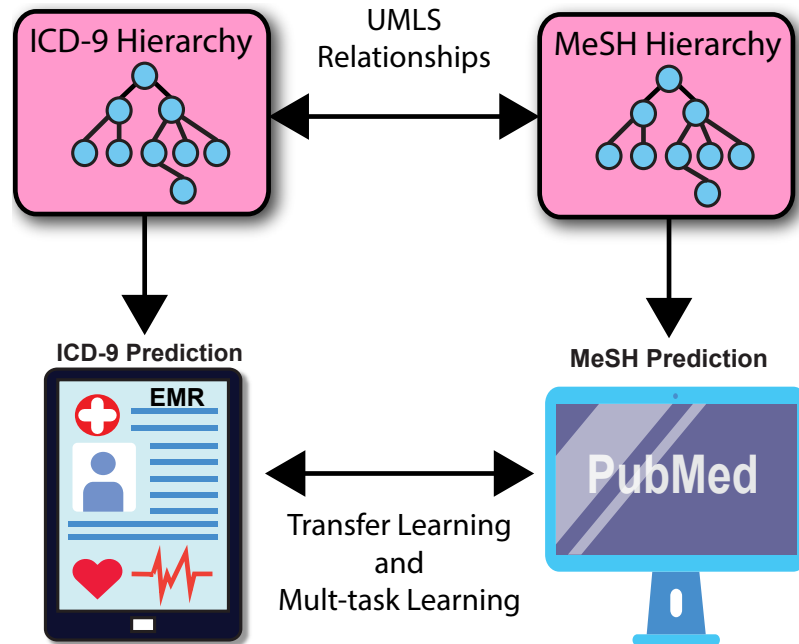 ICD-9 Hierarchy
UMLS
Relationships
MeSH Hierarchy
ICD-9 Prediction
MeSH Prediction
EMR
PubMed
Transfer Learning
and
Mult-task Learning